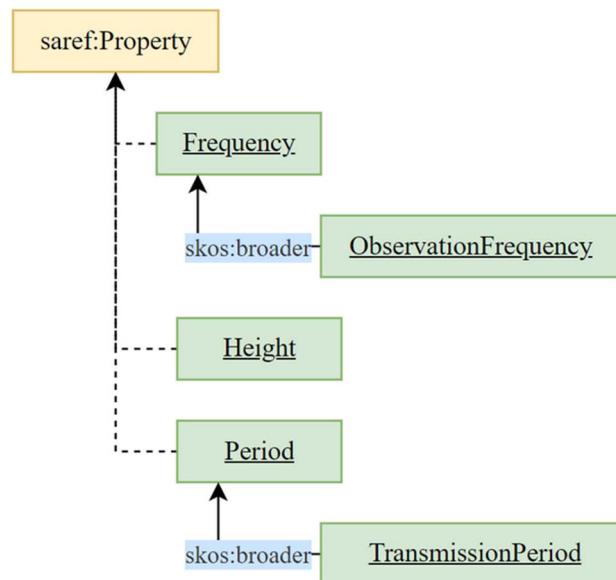 saref:Property
Frequency
skos:broader
ObservationFrequency
Height
Period
skos:broader
TransmissionPeriod